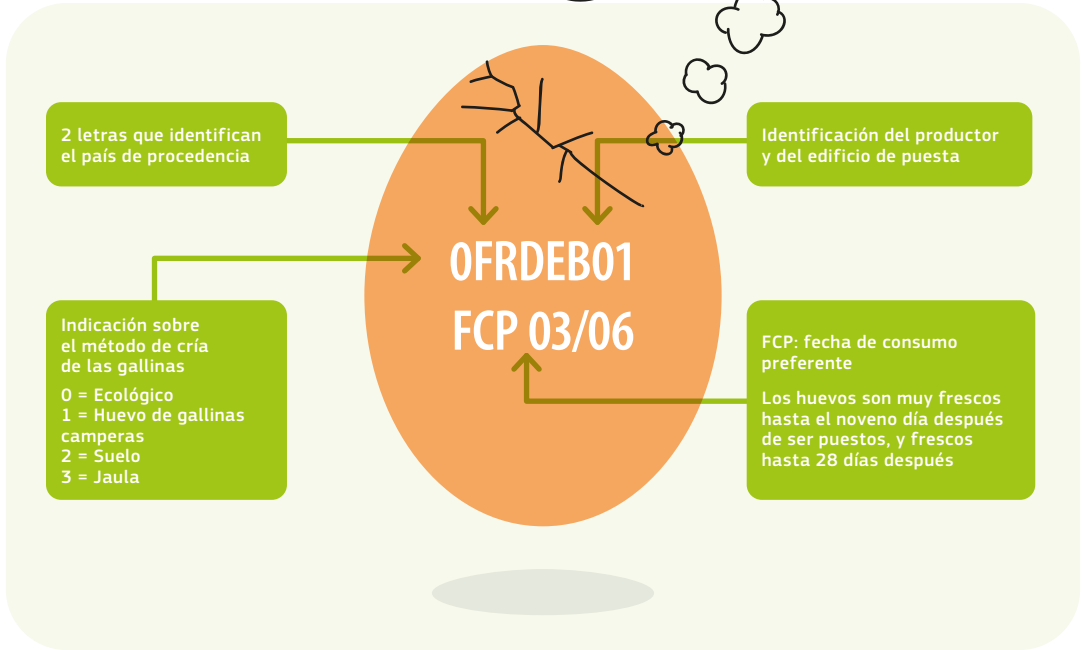 2 letras que identifican
el país de procedencia
Identificación del productor
y del edificio de puesta
0FRDEB01
FCP 03/06
Indicación sobre
el método de cría
de las gallinas
0 = Ecológico
1 = Huevo de gallinas
camperas
2 = Suelo
3 = Jaula
FCP: fecha de consumo
preferente
Los huevos son muy frescos
hasta el noveno día después
de ser puestos, y frescos
hasta 28 días después